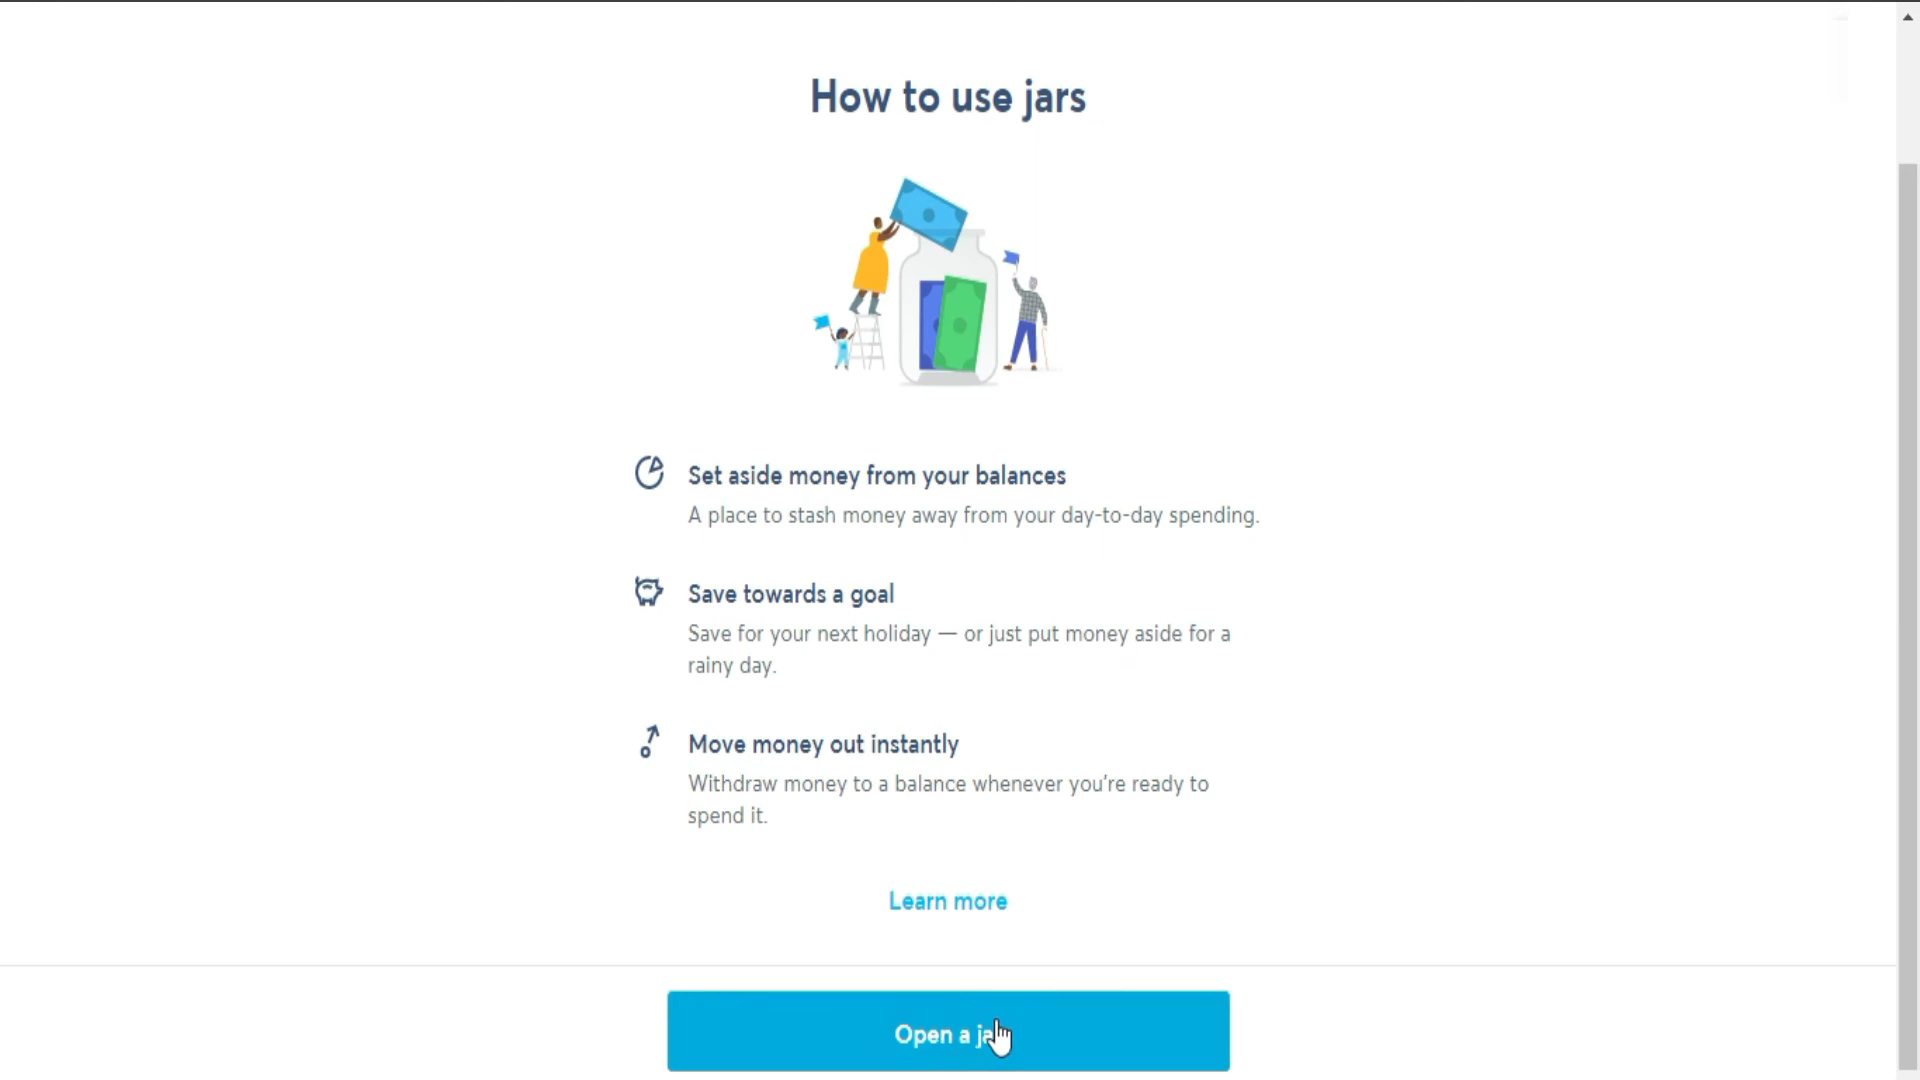 How to use jars
Set aside money from your balances
A place to stash money away from your day-to-day spending.
Save towards a goal
Save for your next holiday — or just put money aside for a
rainy day.
Move money out instantly
Withdraw money to a balance whenever you're ready to
spend it.
Learn more
Open a